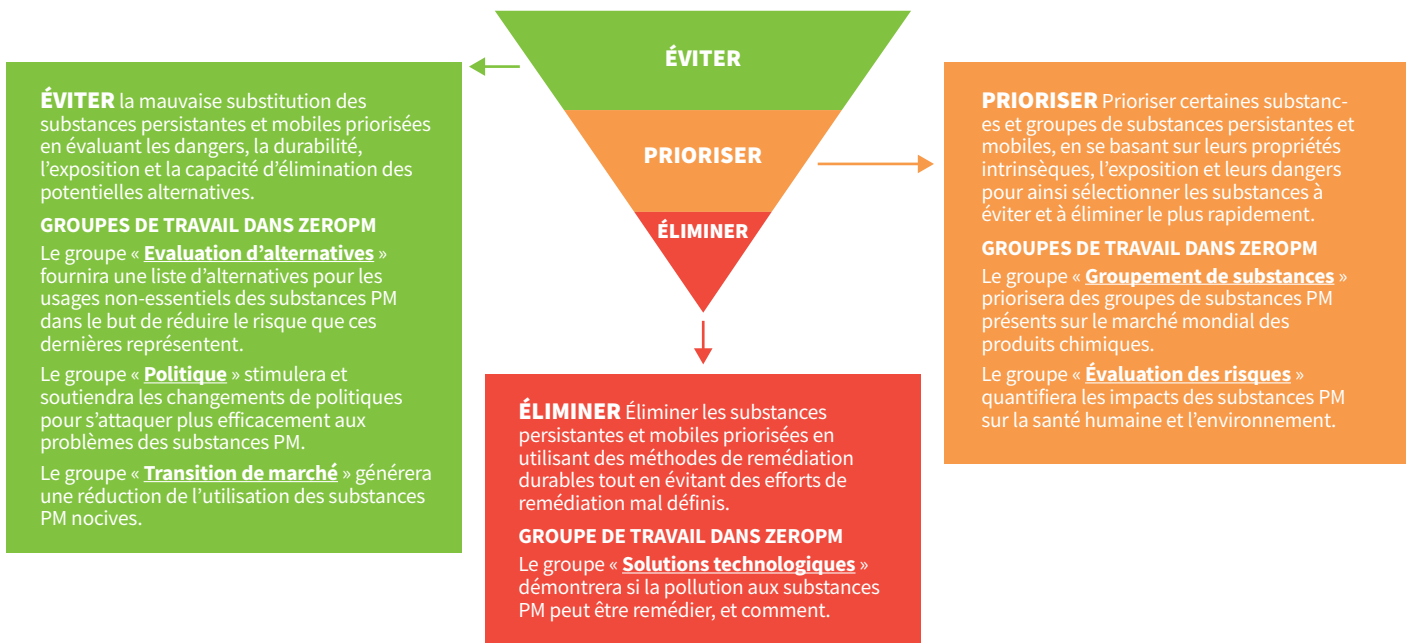 ÉVITER
PRIORISER
ÉLIMINER
ÉVITER la mauvaise substitution des
substances persistantes et mobiles priorisées
en évaluant les dangers, la durabilité,
l’exposition et la capacité d’élimination des
potentielles alternatives.
GROUPES DE TRAVAIL DANS ZEROPM
Le groupe « Evaluation d’alternatives »
fournira une liste d’alternatives pour les
usages non-essentiels des substances PM
dans le but de réduire le risque que ces
dernières représentent.
Le groupe « Politique » stimulera et
soutiendra les changements de politiques
pour s’attaquer plus efficacement aux
problèmes des substances PM.
Le groupe « Transition de marché » générera
une réduction de l’utilisation des substances
PM nocives.
PRIORISER Prioriser certaines substanc-
es et groupes de substances persistantes et
mobiles, en se basant sur leurs propriétés
intrinsèques, l’exposition et leurs dangers
pour ainsi sélectionner les substances à
éviter et à éliminer le plus rapidement.
GROUPES DE TRAVAIL DANS ZEROPM
Le groupe « Groupement de substances »
priorisera des groupes de substances PM
présents sur le marché mondial des
produits chimiques.
Le groupe « Évaluation des risques »
quantifiera les impacts des substances PM
sur la santé humaine et l’environnement.
ÉLIMINER Éliminer les substances
persistantes et mobiles priorisées en
utilisant des méthodes de remédiation
durables tout en évitant des efforts de
remédiation mal définis.
GROUPE DE TRAVAIL DANS ZEROPM
Le groupe « Solutions technologiques »
démontrera si la pollution aux substances
PM peut être remédier, et comment.